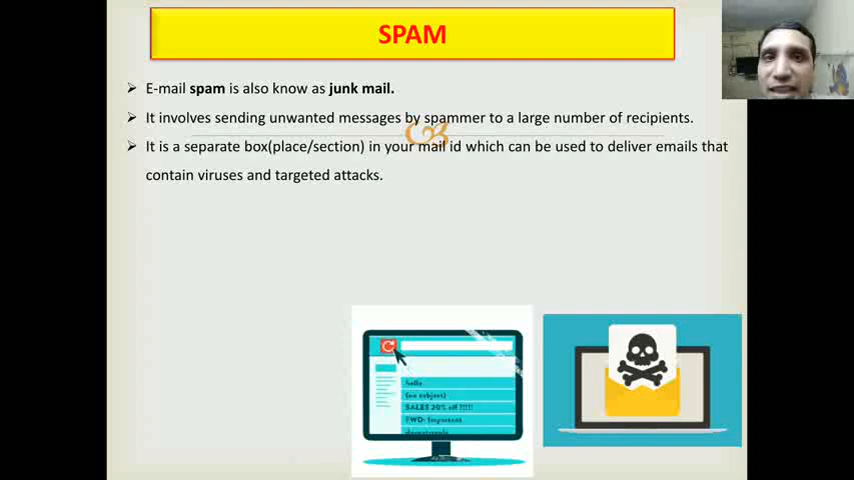 SPAM
E-mail spam is also know as junk mail.
It involves sending unwanted messages by spammer to a large number of recipients.
It is a separate box(place/section) in your mail id which can be used to deliver emails that
contain viruses and targeted attacks.
hello
(no subject)
SALES 20% off !!!!!
FWD: Important